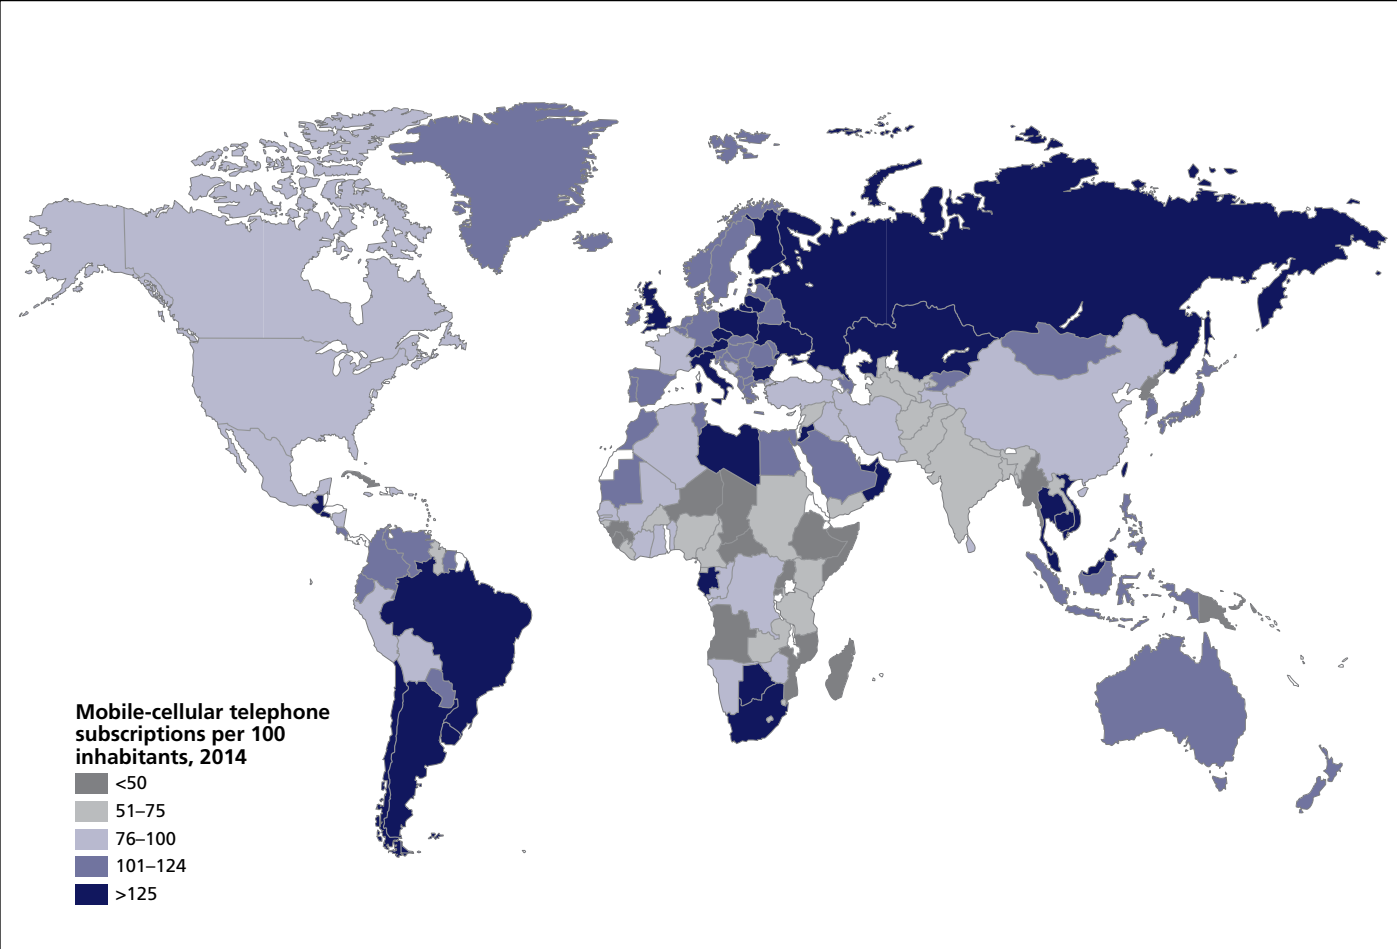 Mobile-cellular telephone
subscriptions per 100
inhabitants, 2014
<50
51–75
76–100
101–124
>125